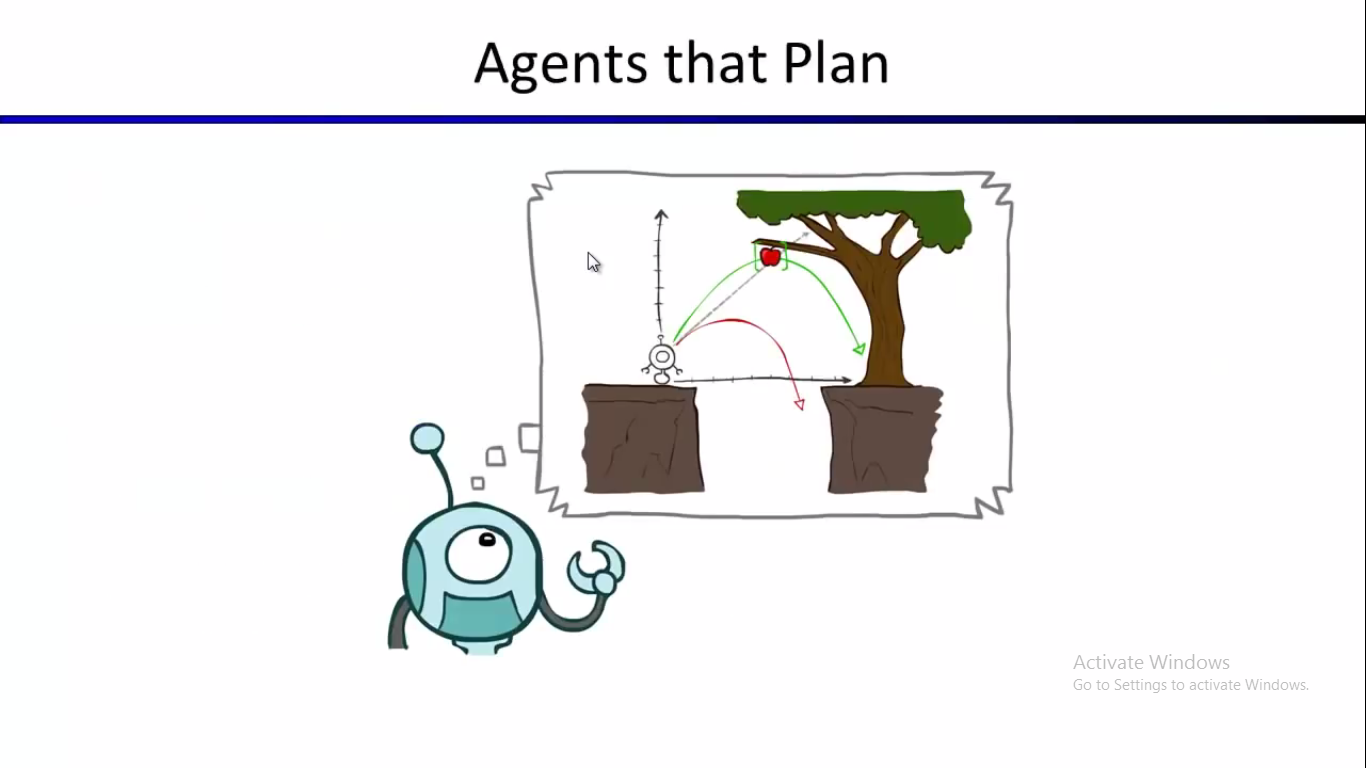 Agents that Plan
Activate Windows
Go to Settings to activate Windows.